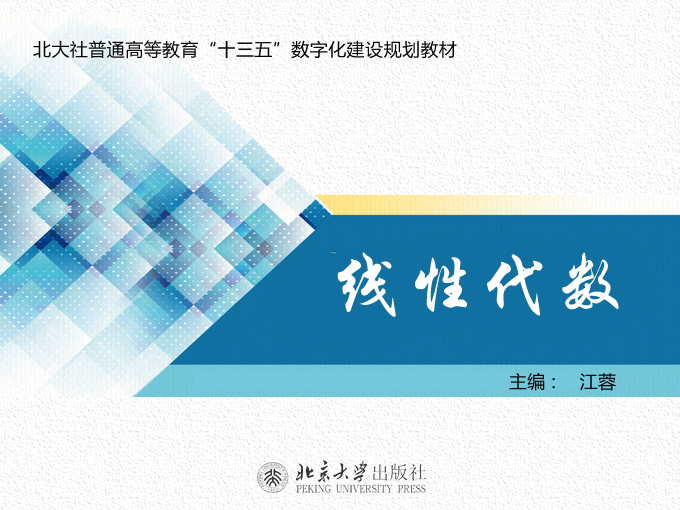 北大社普通高等教育“十三五”数字化建设规划教材
线性代数
主编： 江蓉
北京大学出版社
PEKING UNIVERSITY PRESS